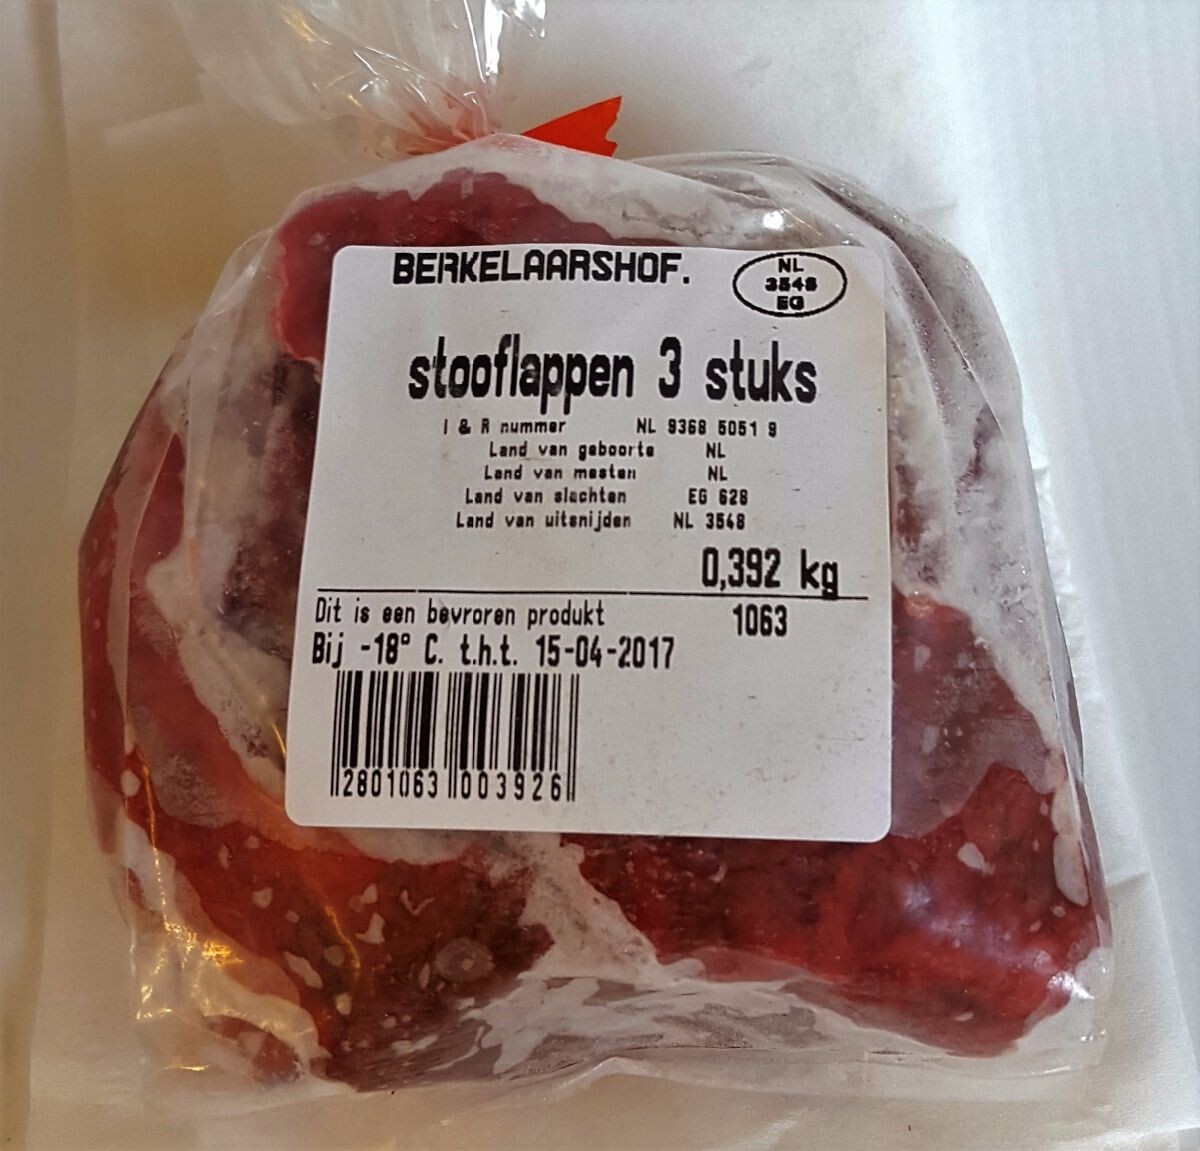 BERKELAARSHOF.
NL
3548
EG
stooflappen 3 stuks
I & R nummer NL 9368 5051 9
Land van geboorte NL
Land van mesten NL
Land van slachten EG 628
Land van uitsnijden NL 3548
0,392 kg
Dit is een bevroren produkt 1063
Bij -18° C. t.h.t. 15-04-2017
2801063 003926